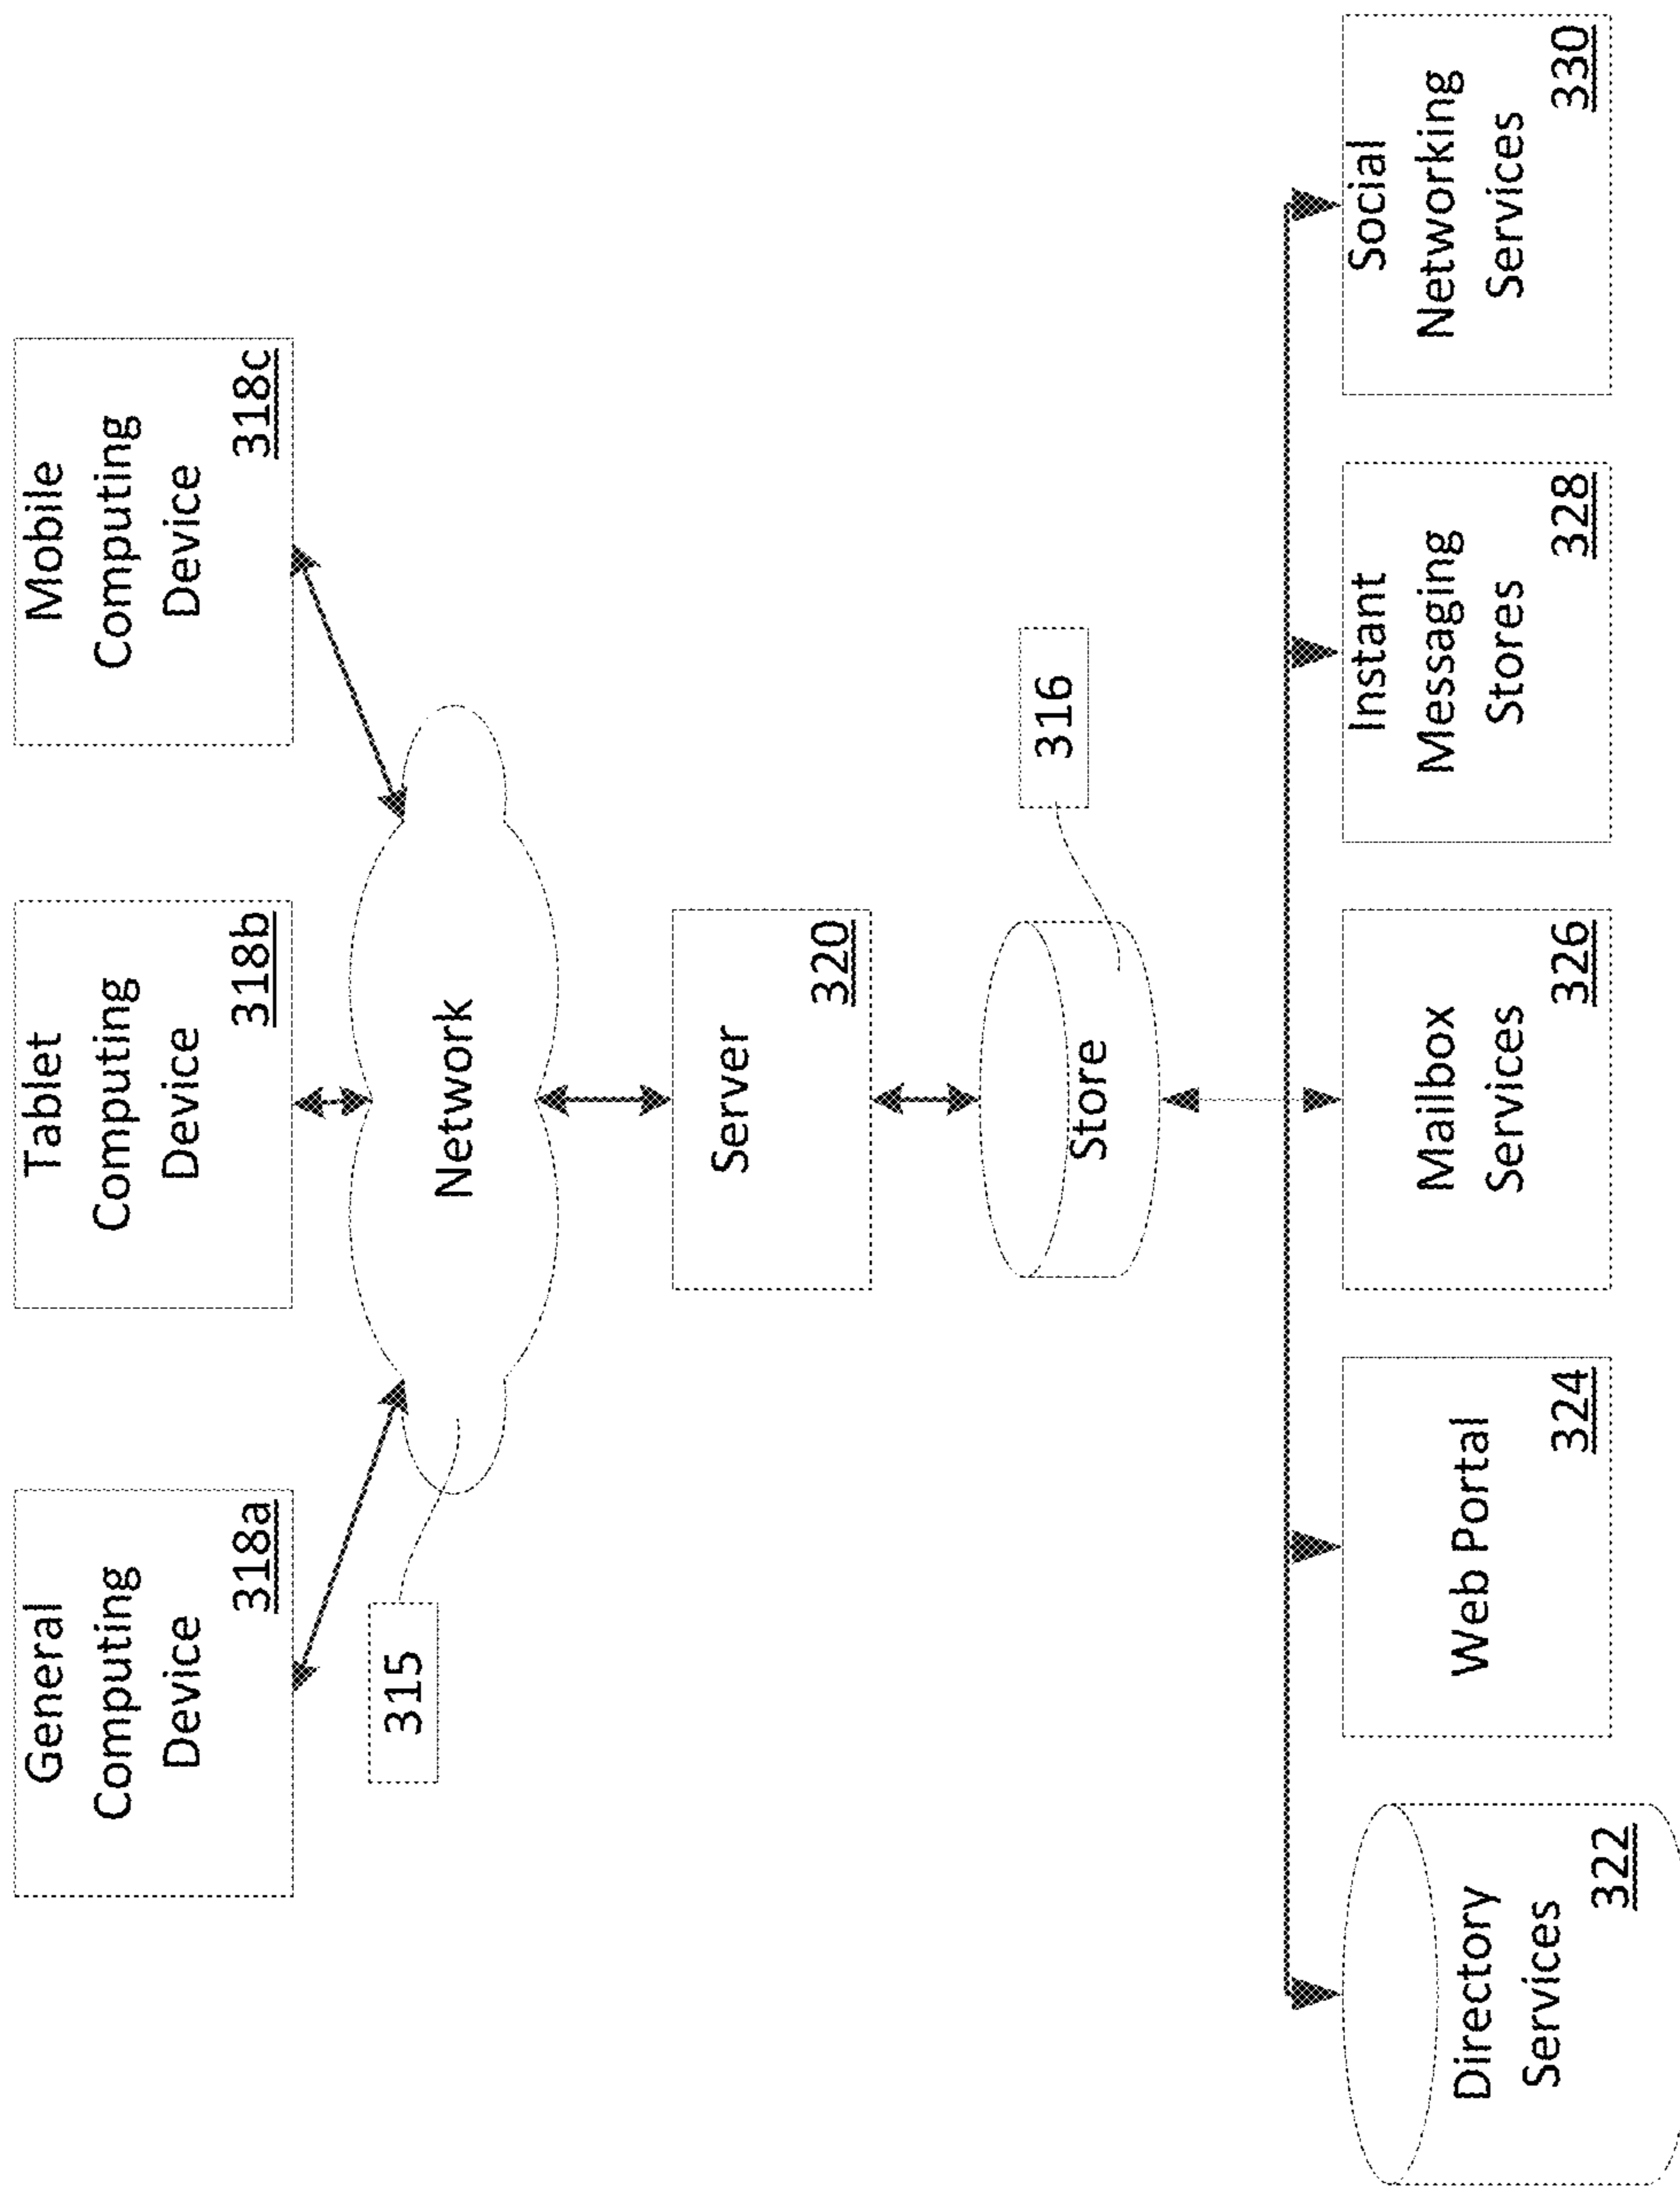 General
Computing
Device
318a
Tablet
Computing
Device
318b
Mobile
Computing
Device
318c
315
Network
Server
320
316
Store
Directory
Services
322
Web Portal
324
Mailbox
Services
326
Instant
Messaging
Stores
328
Social
Networking
Services
330